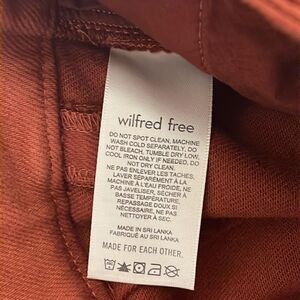 wilfred free
DO NOT SPOT CLEAN, MACHINE
WASH COLD SEPARATELY, DO
NOT BLEACH, TUMBLE DRY LOW,
COOL IRON ONLY IF NEEDED, DO
NOT DRY CLEAN.
NE PAS ENLEVER LES TACHES,
LAVER SÉPARÉMENT À LA
MACHINE À L'EAU FROIDE, NE
PAS JAVELISER, SÉCHER À
BASSE TEMPÉRATURE,
REPASSAGE DOUX SI
NÉCESSAIRE, NE PAS
NETTOYER À SEC.
MADE IN SRI LANKA
FABRIQUÉ AU SRI LANKA
MADE FOR EACH OTHER.